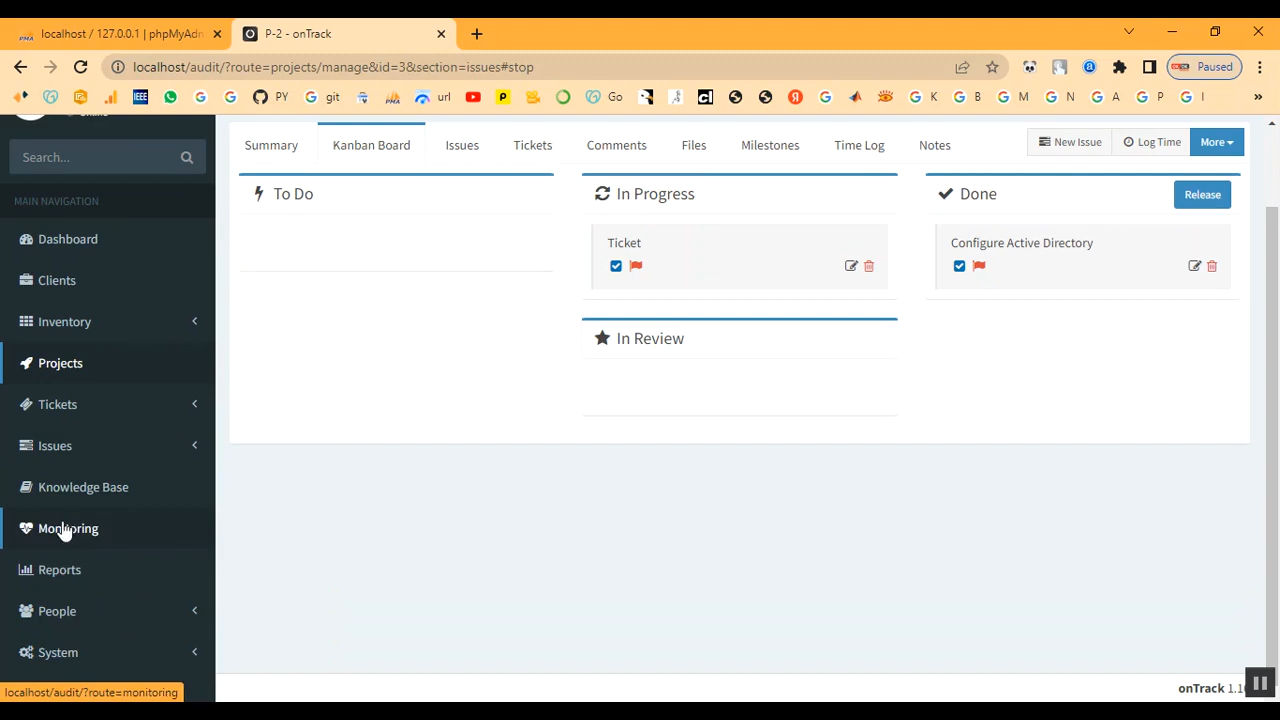 localhost / 127.0.0.1 | phpMyAdn
P-2 - onTrack
localhost/audit/?route=projects/manage&id=3&section=issues#stop
Paused
PY
git
url
Go
K
B
M
N
A
P
I
»
Search...
MAIN NAVIGATION
Dashboard
Clients
Inventory
Projects
Tickets
Issues
Knowledge Base
Monitoring
Reports
People
System
localhost/audit/?route=monitoring
Summary
Kanban Board
Issues
Tickets
Comments
Files
Milestones
Time Log
Notes
New Issue
Log Time
More
To Do
In Progress
Ticket
In Review
Done
Release
Configure Active Directory
onTrack